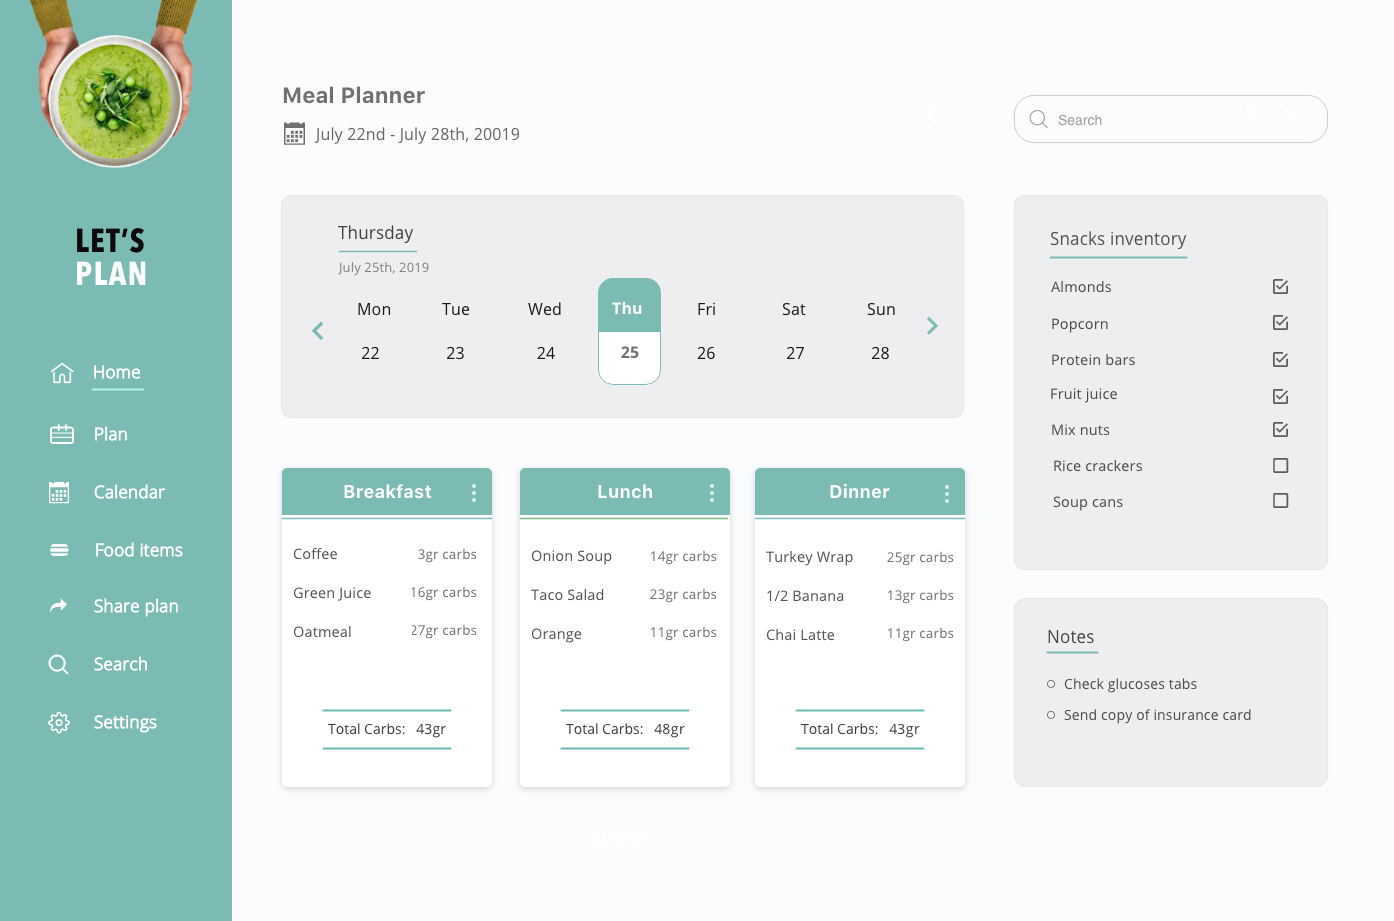 LET'S
PLAN
Home
Plan
Calendar
Food items
Share plan
Search
Settings
Meal Planner
July 22nd - July 28th, 20019
Search
Thursday
July 25th, 2019
Mon Tue Wed Thu Fri Sat Sun
22 23 24 25 26 27 28
Breakfast
Coffee 3gr carbs
Green Juice 16gr carbs
Oatmeal 27gr carbs
Total Carbs: 43gr
Lunch
Onion Soup 14gr carbs
Taco Salad 23gr carbs
Orange 11gr carbs
Total Carbs: 48gr
Dinner
Turkey Wrap 25gr carbs
1/2 Banana 13gr carbs
Chai Latte 11gr carbs
Total Carbs: 43gr
Snacks inventory
Almonds
Popcorn
Protein bars
Fruit juice
Mix nuts
Rice crackers
Soup cans
Notes
Check glucoses tabs
Send copy of insurance card